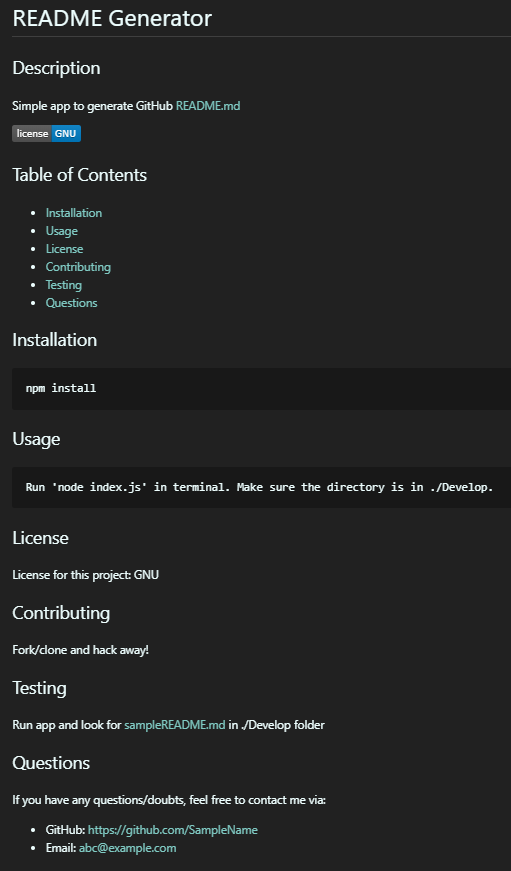 README Generator
Description
Simple app to generate GitHub README.md
license GNU
Table of Contents
Installation
Usage
License
Contributing
Testing
Questions
Installation
npm install
Usage
Run 'node index.js' in terminal. Make sure the directory is in ./Develop.
License
License for this project: GNU
Contributing
Fork/clone and hack away!
Testing
Run app and look for sampleREADME.md in ./Develop folder
Questions
If you have any questions/doubts, feel free to contact me via:
GitHub: https://github.com/SampleName
Email: abc@example.com